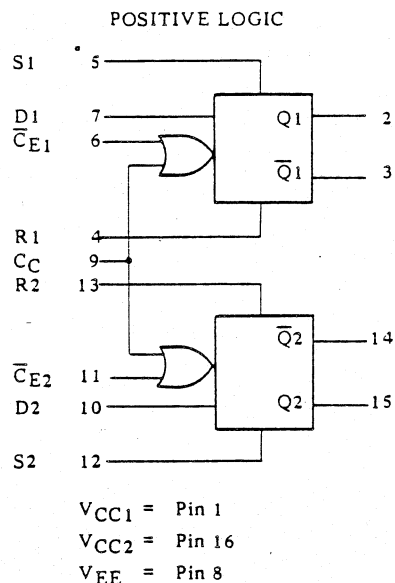 POSITIVE LOGIC
S1 5
D1 7
C̅E1 6
Q1 2
Q̅1 3
R1 4
CC 9
R2 13
Q̅2 14
C̅E2 11
D2 10
Q2 15
S2 12
VCC1 = Pin 1
VCC2 = Pin 16
VEE = Pin 8